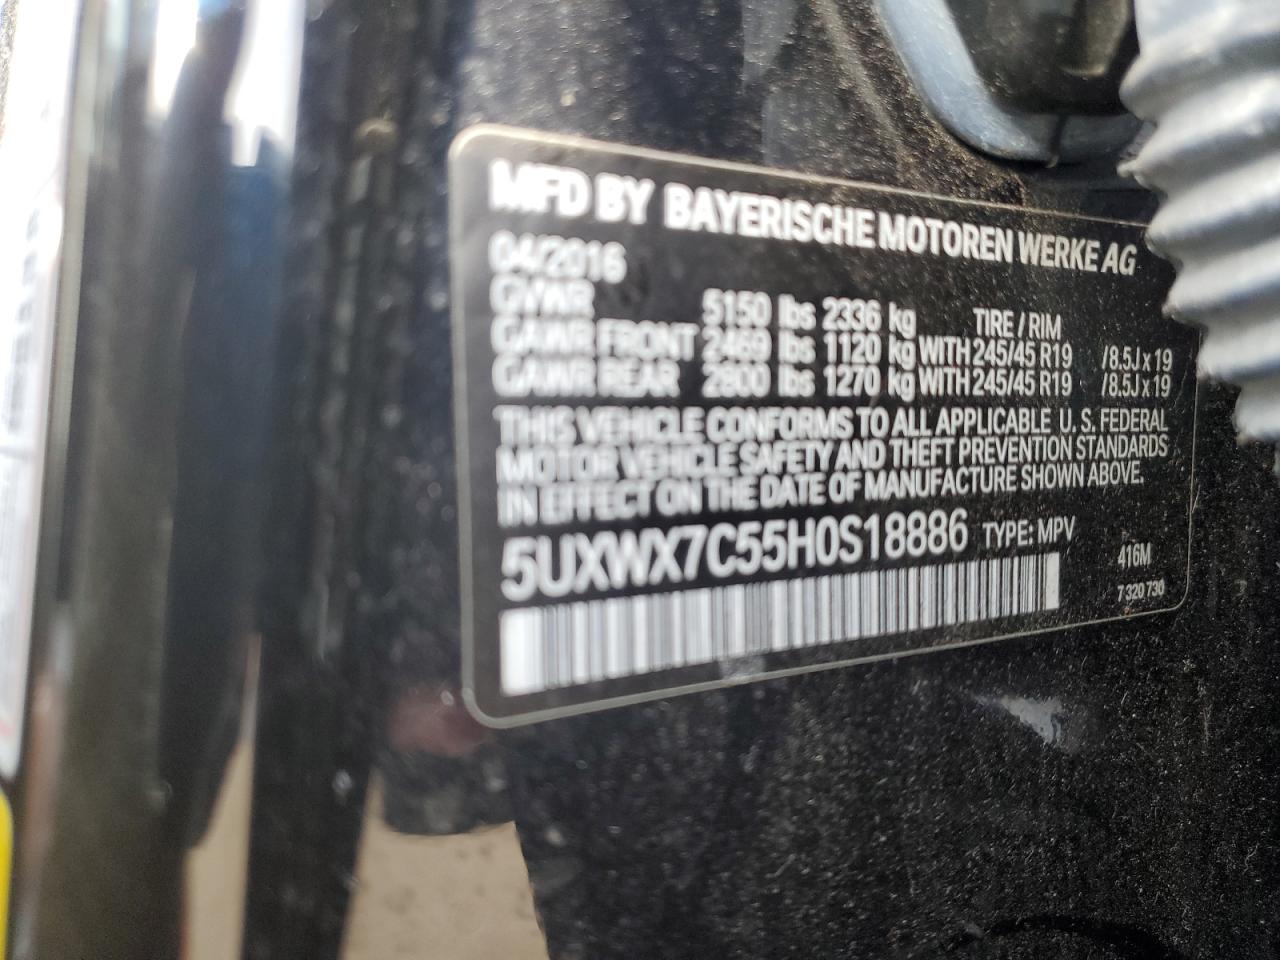 MFD BY BAYERISCHE MOTOREN WERKE AG
04/2016
GVWR 5150 lbs 2336 kg TIRE / RIM
GAWR FRONT 2469 lbs 1120 kg WITH 245/45 R19 /8.5J x 19
GAWR REAR 2800 lbs 1270 kg WITH 245/45 R19 /8.5J x 19
THIS VEHICLE CONFORMS TO ALL APPLICABLE U.S. FEDERAL
MOTOR VEHICLE SAFETY AND THEFT PREVENTION STANDARDS
IN EFFECT ON THE DATE OF MANUFACTURE SHOWN ABOVE.
5UXWX7C55H0S18886 TYPE: MPV
416M
7 320 730